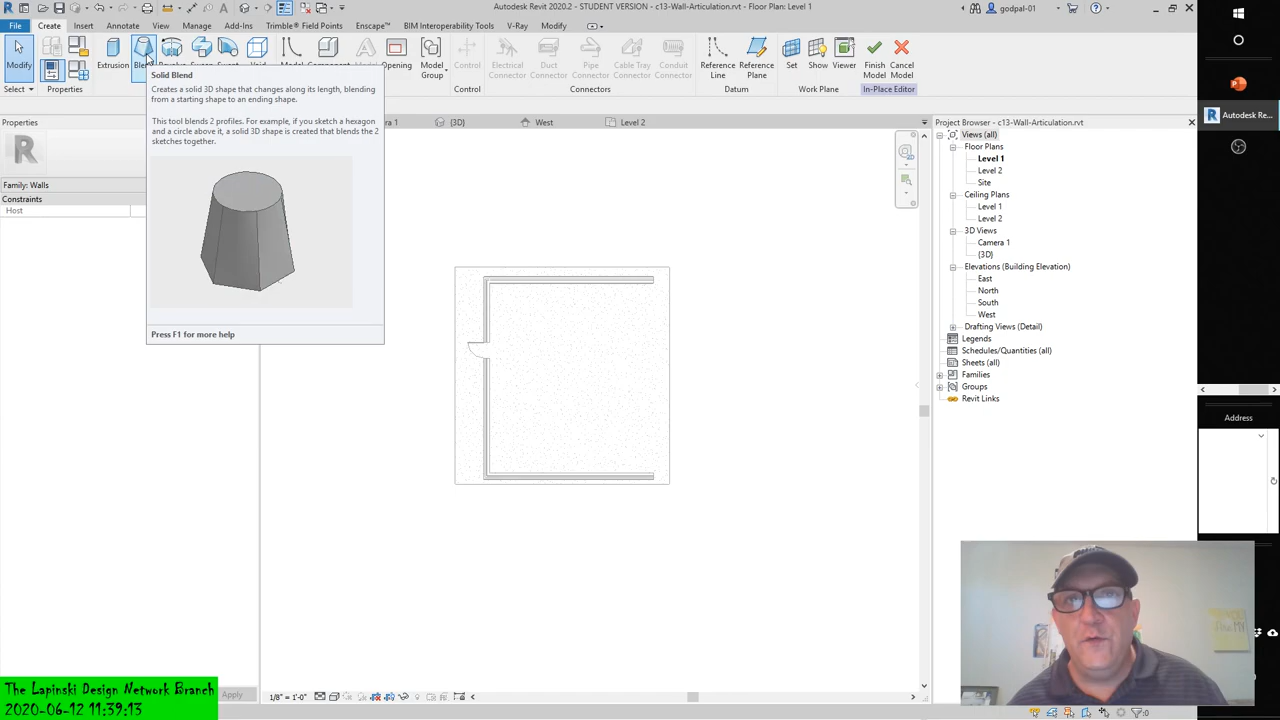 Autodesk Revit 2020.2 - STUDENT VERSION - c13-Wall-Articulation.rvt - Floor Plan: Level 1
godpal-01
File
Create
Insert
Annotate
View
Manage
Add-Ins
Trimble® Field Points
Enscape™
BIM Interoperability Tools
V-Ray
Modify
Modify
Extrusion
Component
Model Text
Opening
Model
Group
Control
Electrical
Connector
Duct
Connector
Pipe
Connector
Cable Tray
Connector
Conduit
Connector
Reference
Line
Reference
Plane
Set
Show
Viewer
Finish
Model
Cancel
Model
Select
Properties
Model
Control
Connectors
Datum
Work Plane
In-Place Editor
Solid Blend
Creates a solid 3D shape that changes along its length, blending
from a starting shape to an ending shape.
This tool blends 2 profiles. For example, if you sketch a hexagon
and a circle above it, a solid 3D shape is created that blends the 2
sketches together.
Press F1 for more help
{3D}
West
Level 2
Properties
Family: Walls
Constraints
Host
Apply
Project Browser - c13-Wall-Articulation.rvt
Views (all)
Floor Plans
Level 1
Level 2
Site
Ceiling Plans
Level 1
Level 2
3D Views
Camera 1
{3D}
Elevations (Building Elevation)
East
North
South
West
Drafting Views (Detail)
Legends
Schedules/Quantities (all)
Sheets (all)
Families
Groups
Revit Links
Autodesk Re...
Address
1/8" = 1'-0"
:0
The Lapinski Design Network Branch
2020-06-12 11:39:13